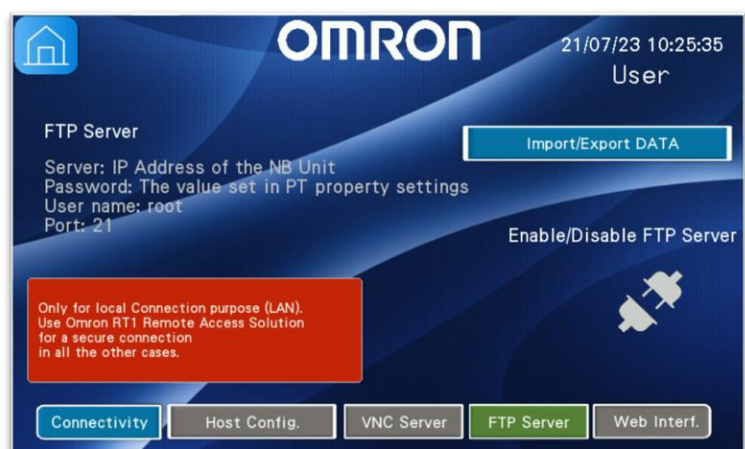 OMRON
21/07/23 10:25:35
User
FTP Server
Import/Export DATA
Server: IP Address of the NB Unit
Password: The value set in PT property settings
User name: root
Port: 21
Enable/Disable FTP Server
Only for local Connection purpose (LAN).
Use Omron RT1 Remote Access Solution
for a secure connection
in all the other cases.
Connectivity
Host Config.
VNC Server
FTP Server
Web Interf.